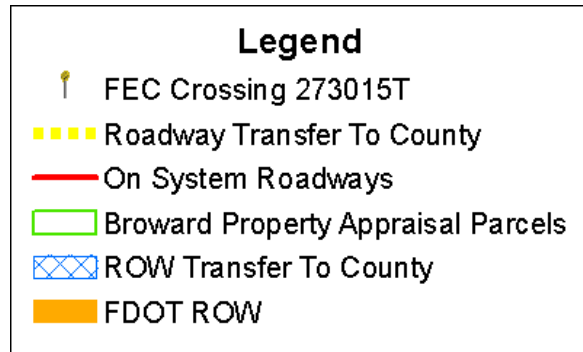 Legend
FEC Crossing 273015T
Roadway Transfer To County
On System Roadways
Broward Property Appraisal Parcels
ROW Transfer To County
FDOT ROW